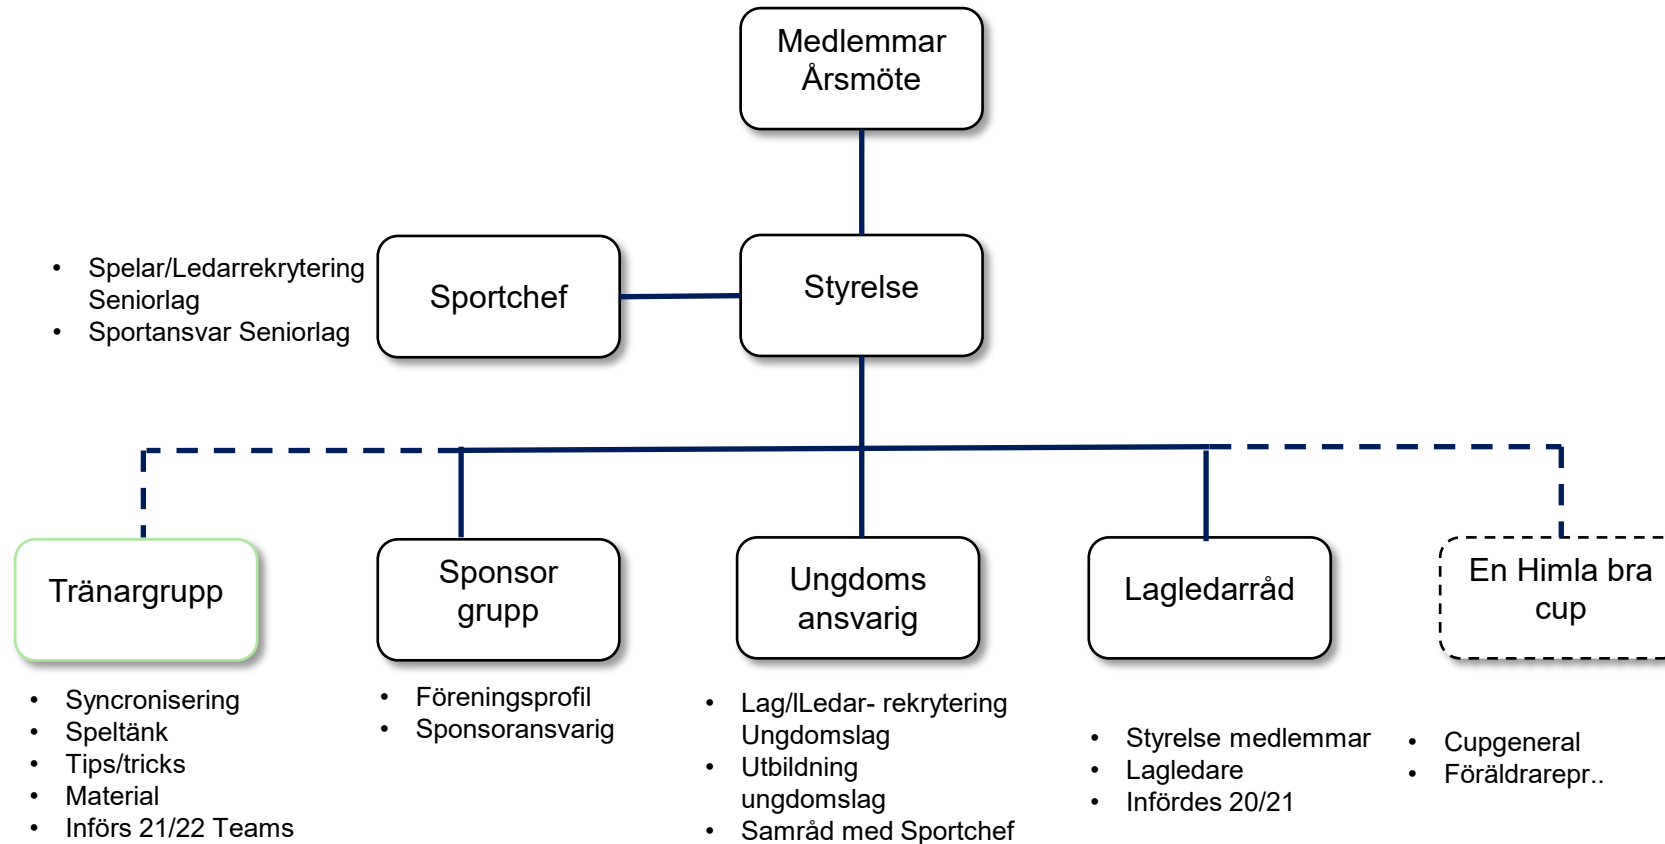 Medlemmar
Årsmöte
• Spelar/Ledarrekrytering
Seniorlag
• Sportansvar Seniorlag
Sportchef
Styrelse
Tränargrupp
Sponsor
grupp
Ungdoms
ansvarig
Lagledarråd
En Himla bra
cup
• Syncronisering
• Speltänk
• Tips/tricks
• Material
• Införs 21/22 Teams
• Föreningsprofil
• Sponsoransvarig
• Lag/lLedar- rekrytering
Ungdomslag
• Utbildning
ungdomslag
• Samråd med Sportchef
• Styrelse medlemmar
• Lagledare
• Infördes 20/21
• Cupgeneral
• Föräldrarepr..